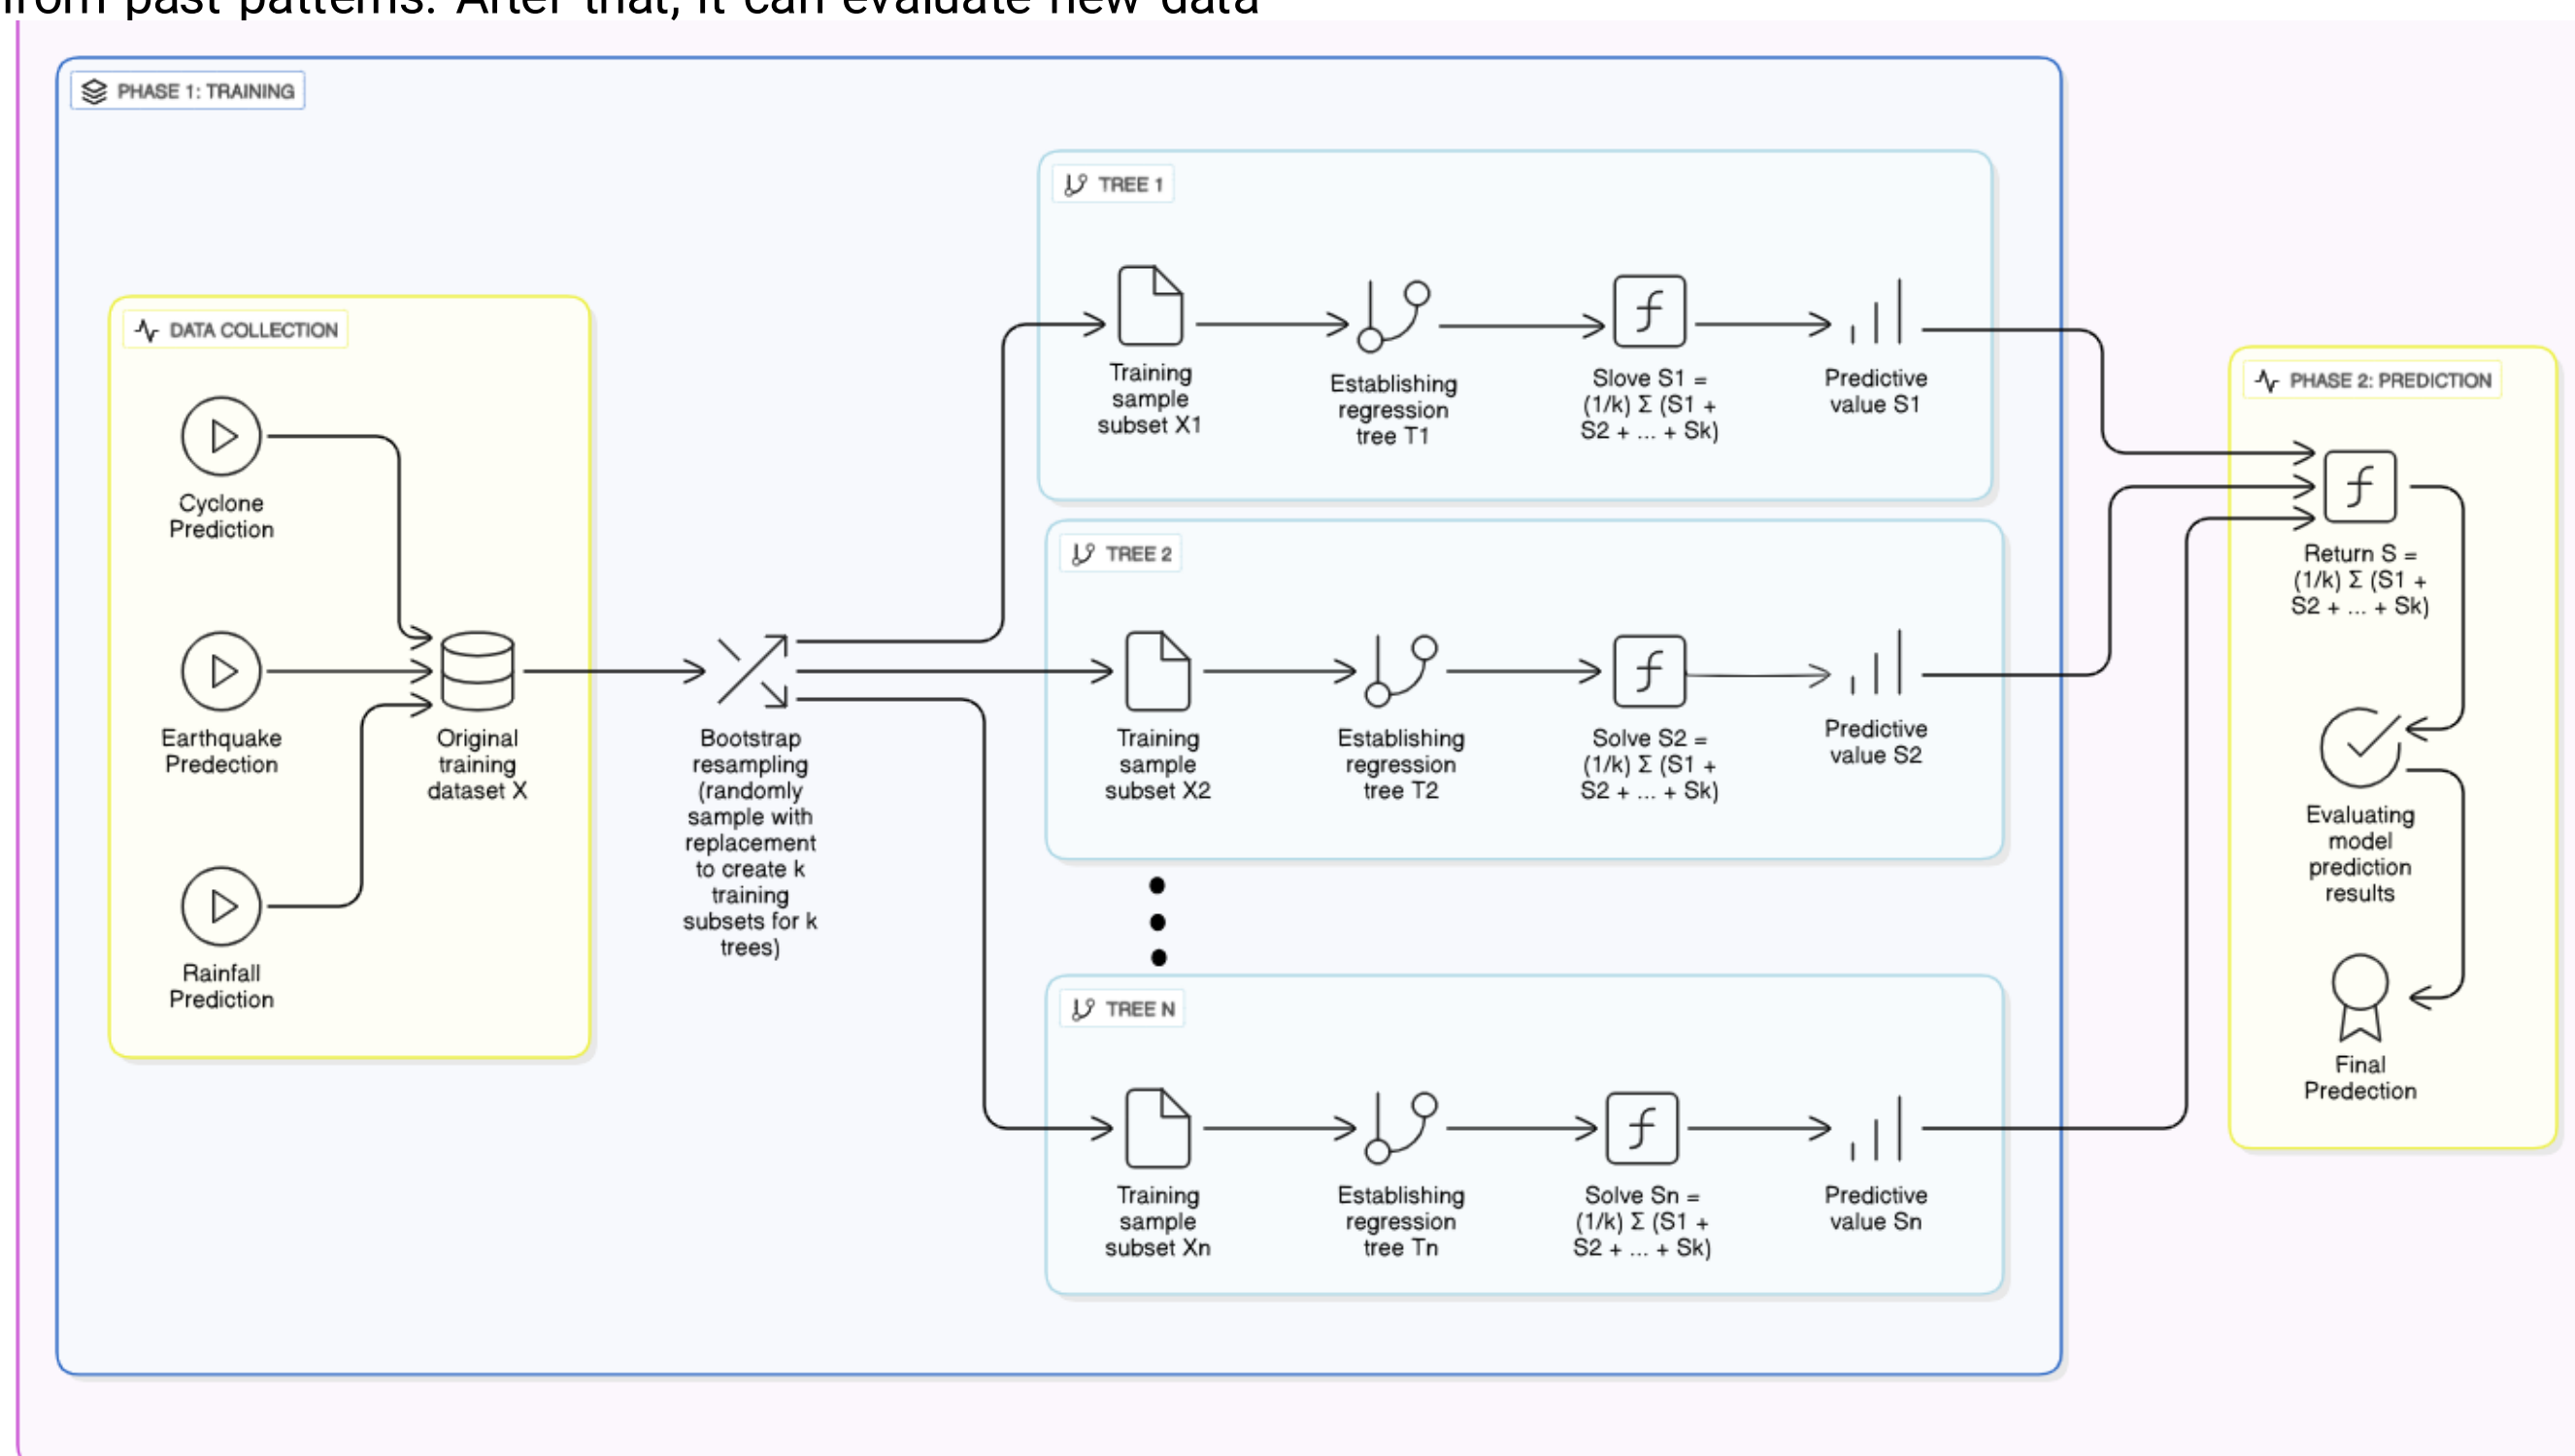 from past patterns. After that, it can evaluate new data
PHASE 1: TRAINING
DATA COLLECTION
Cyclone
Prediction
Earthquake
Predection
Rainfall
Prediction
Original
training
dataset X
Bootstrap
resampling
(randomly
sample with
replacement
to create k
training
subsets for k
trees)
TREE 1
Training
sample
subset X1
Establishing
regression
tree T1
Slove S1 =
(1/k) Σ (S1 +
S2 + ... + Sk)
Predictive
value S1
TREE 2
Training
sample
subset X2
Establishing
regression
tree T2
Solve S2 =
(1/k) Σ (S1 +
S2 + ... + Sk)
Predictive
value S2
TREE N
Training
sample
subset Xn
Establishing
regression
tree Tn
Solve Sn =
(1/k) Σ (S1 +
S2 + ... + Sk)
Predictive
value Sn
PHASE 2: PREDICTION
Return S =
(1/k) Σ (S1 +
S2 + ... + Sk)
Evaluating
model
prediction
results
Final
Predection